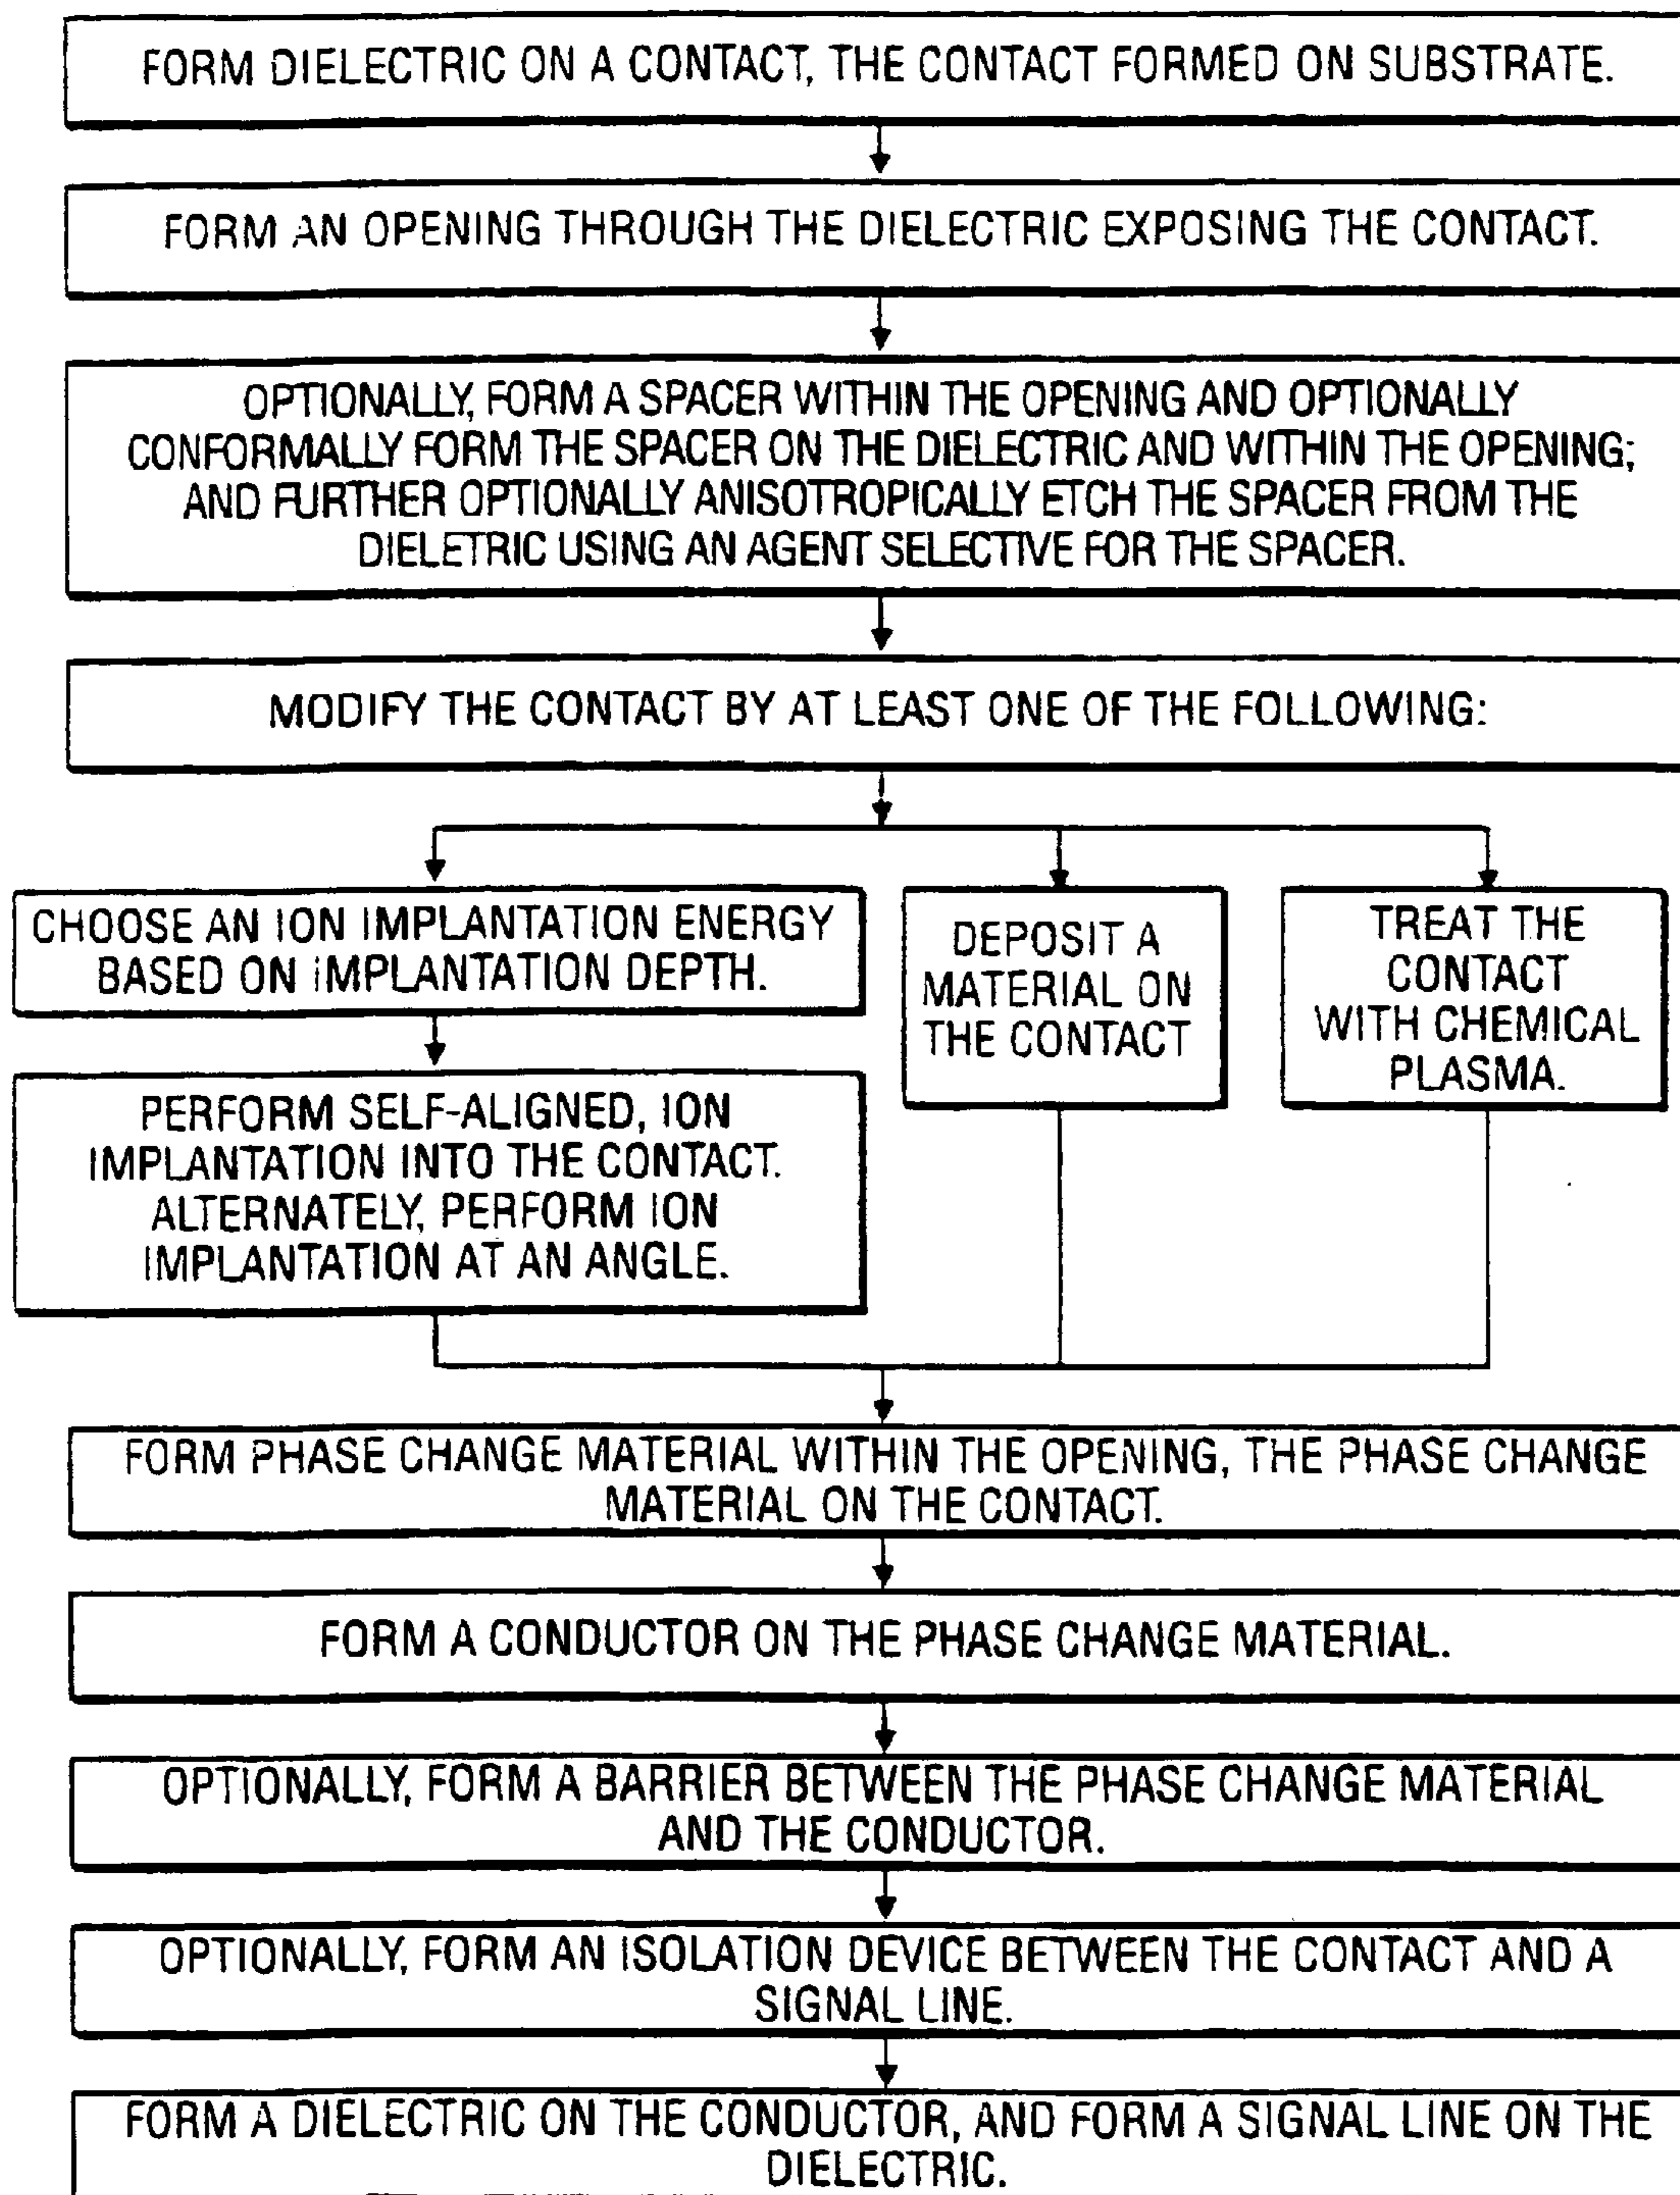 FORM DIELECTRIC ON A CONTACT, THE CONTACT FORMED ON SUBSTRATE.
FORM AN OPENING THROUGH THE DIELECTRIC EXPOSING THE CONTACT.
OPTIONALLY, FORM A SPACER WITHIN THE OPENING AND OPTIONALLY
CONFORMALLY FORM THE SPACER ON THE DIELECTRIC AND WITHIN THE OPENING;
AND FURTHER OPTIONALLY ANISOTROPICALLY ETCH THE SPACER FROM THE
DIELETRIC USING AN AGENT SELECTIVE FOR THE SPACER.
MODIFY THE CONTACT BY AT LEAST ONE OF THE FOLLOWING:
CHOOSE AN ION IMPLANTATION ENERGY
BASED ON IMPLANTATION DEPTH.
PERFORM SELF-ALIGNED, ION
IMPLANTATION INTO THE CONTACT.
ALTERNATELY, PERFORM ION
IMPLANTATION AT AN ANGLE.
DEPOSIT A
MATERIAL ON
THE CONTACT
TREAT THE
CONTACT
WITH CHEMICAL
PLASMA.
FORM PHASE CHANGE MATERIAL WITHIN THE OPENING, THE PHASE CHANGE
MATERIAL ON THE CONTACT.
FORM A CONDUCTOR ON THE PHASE CHANGE MATERIAL.
OPTIONALLY, FORM A BARRIER BETWEEN THE PHASE CHANGE MATERIAL
AND THE CONDUCTOR.
OPTIONALLY, FORM AN ISOLATION DEVICE BETWEEN THE CONTACT AND A
SIGNAL LINE.
FORM A DIELECTRIC ON THE CONDUCTOR, AND FORM A SIGNAL LINE ON THE
DIELECTRIC.